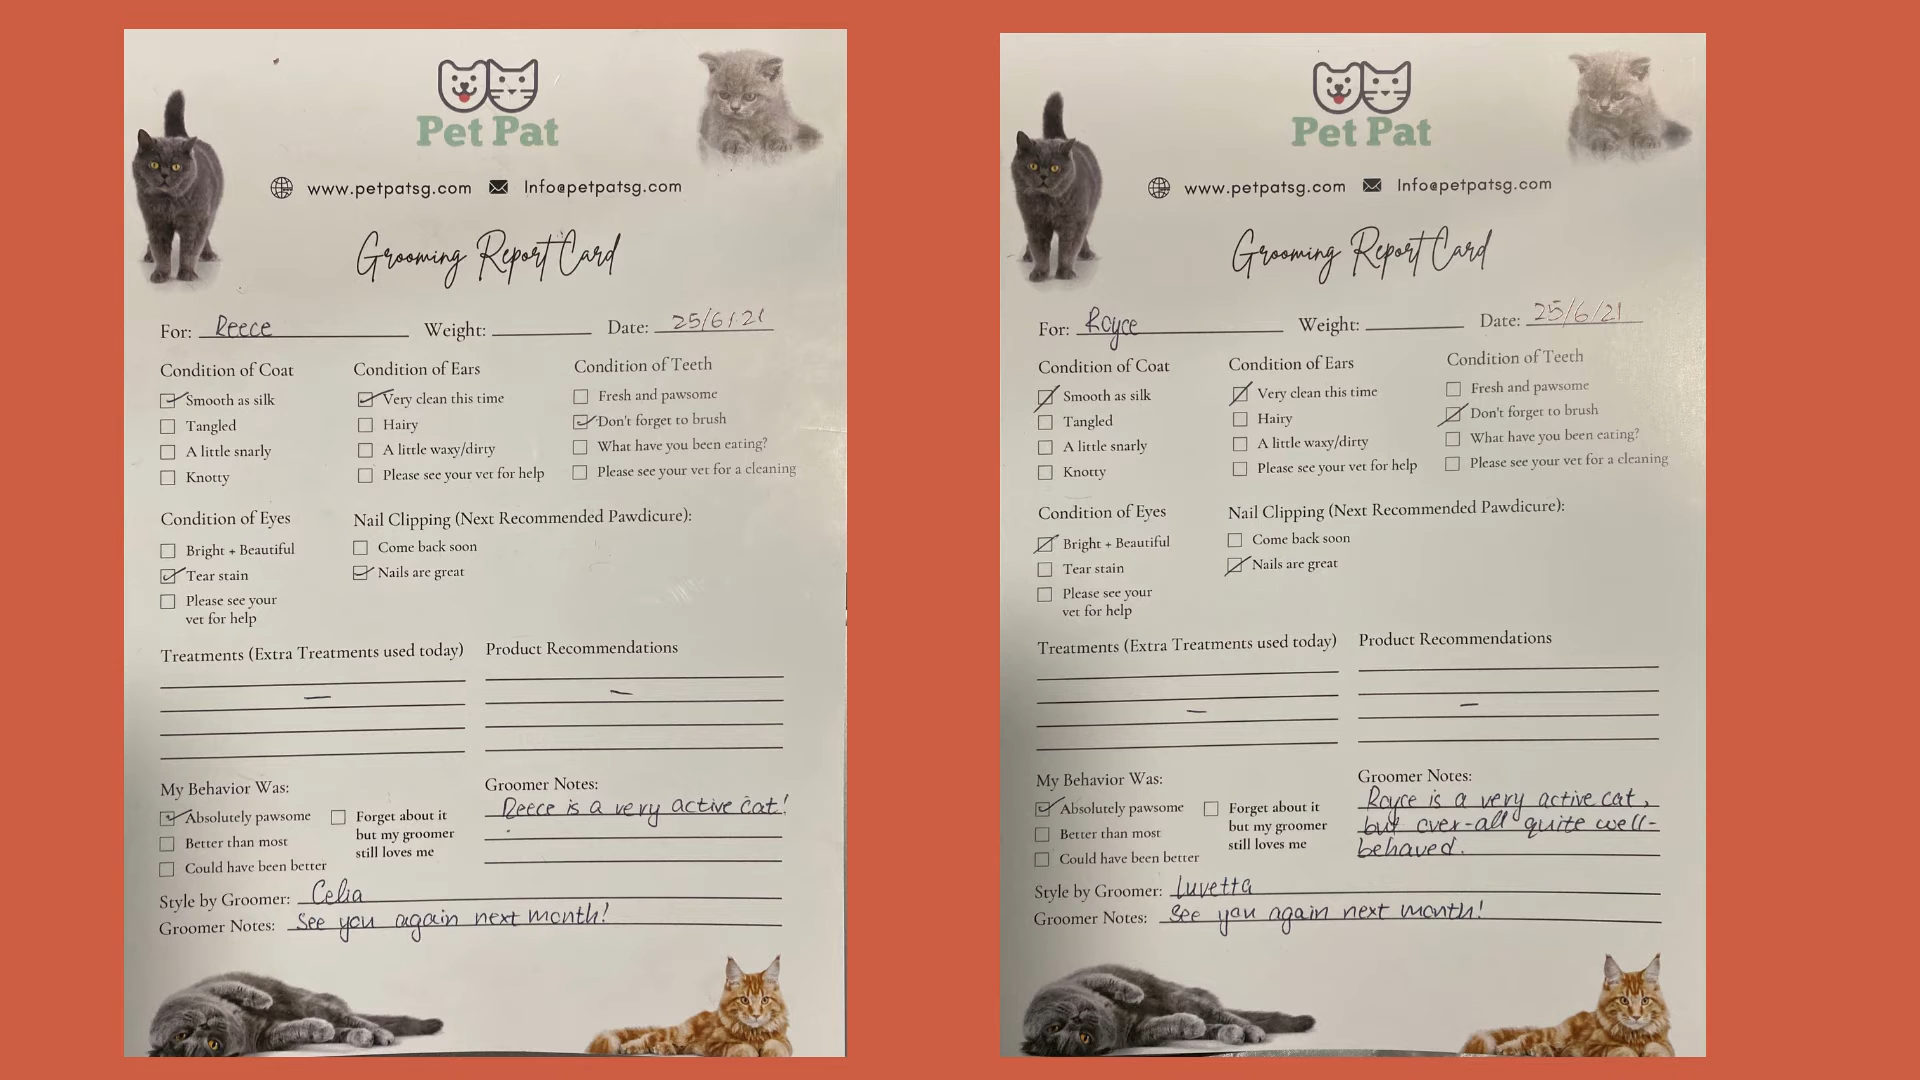 Pet Pat
www.petpatsg.com Info@petpatsg.com
Grooming Report Card
For: Reece Weight: Date: 25/6/21
Condition of Coat
Smooth as silk
Tangled
A little snarly
Knotty
Condition of Ears
Very clean this time
Hairy
A little waxy/dirty
Please see your vet for help
Condition of Teeth
Fresh and pawsome
Don't forget to brush
What have you been eating?
Please see your vet for a cleaning
Condition of Eyes
Bright + Beautiful
Tear stain
Please see your
vet for help
Nail Clipping (Next Recommended Pawdicure):
Come back soon
Nails are great
Treatments (Extra Treatments used today)
—
Product Recommendations
—
My Behavior Was:
Absolutely pawsome
Better than most
Could have been better
Forget about it
but my groomer
still loves me
Groomer Notes:
Reece is a very active cat!
Style by Groomer: Celia
Groomer Notes: See you again next month!
Pet Pat
www.petpatsg.com Info@petpatsg.com
Grooming Report Card
For: Royce Weight: Date: 25/6/21
Condition of Coat
Smooth as silk
Tangled
A little snarly
Knotty
Condition of Ears
Very clean this time
Hairy
A little waxy/dirty
Please see your vet for help
Condition of Teeth
Fresh and pawsome
Don't forget to brush
What have you been eating?
Please see your vet for a cleaning
Condition of Eyes
Bright + Beautiful
Tear stain
Please see your
vet for help
Nail Clipping (Next Recommended Pawdicure):
Come back soon
Nails are great
Treatments (Extra Treatments used today)
—
Product Recommendations
—
My Behavior Was:
Absolutely pawsome
Better than most
Could have been better
Forget about it
but my groomer
still loves me
Groomer Notes:
Royce is a very active cat,
but over-all quite well-
behaved.
Style by Groomer: Luvetta
Groomer Notes: See you again next month!